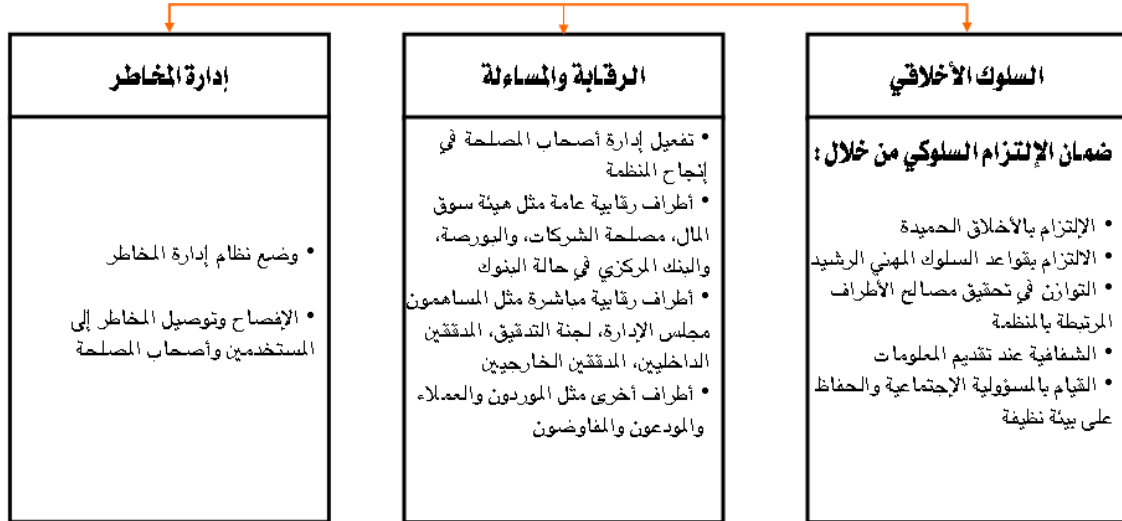 السلوك الأخلاقي
ضمان الإلتزام السلوكي من خلال :
• الإلتزام بالأخلاق الحميدة
• الالتزام بقواعد السلوك المهني الرشيد
• التوازن في تحقيق مصالح الأطراف
المرتبطة بالمنظمة
• الشفافية عند تقديم المعلومات
• القيام بالمسؤولية الإجتماعية والحفاظ
على بيئة نظيفة
الرقابة والمساءلة
• تفعيل إدارة أصحاب المصلحة في
إنجاح المنظمة
• أطراف رقابية عامة مثل هيئة سوق
المال، مصلحة الشركات، والبورصة،
والبنك المركزي في حالة البنوك
• أطراف رقابية مباشرة مثل المساهمون
مجلس الإدارة، لجنة التدقيق، المدققين
الداخليين، المدققين الخارجيين
• أطراف أخرى مثل الموردون والعملاء
والمودعون والمفاوضون
إدارة المخاطر
• وضع نظام إدارة المخاطر
• الإفصاح وتوصيل المخاطر إلى
المستخدمين وأصحاب المصلحة